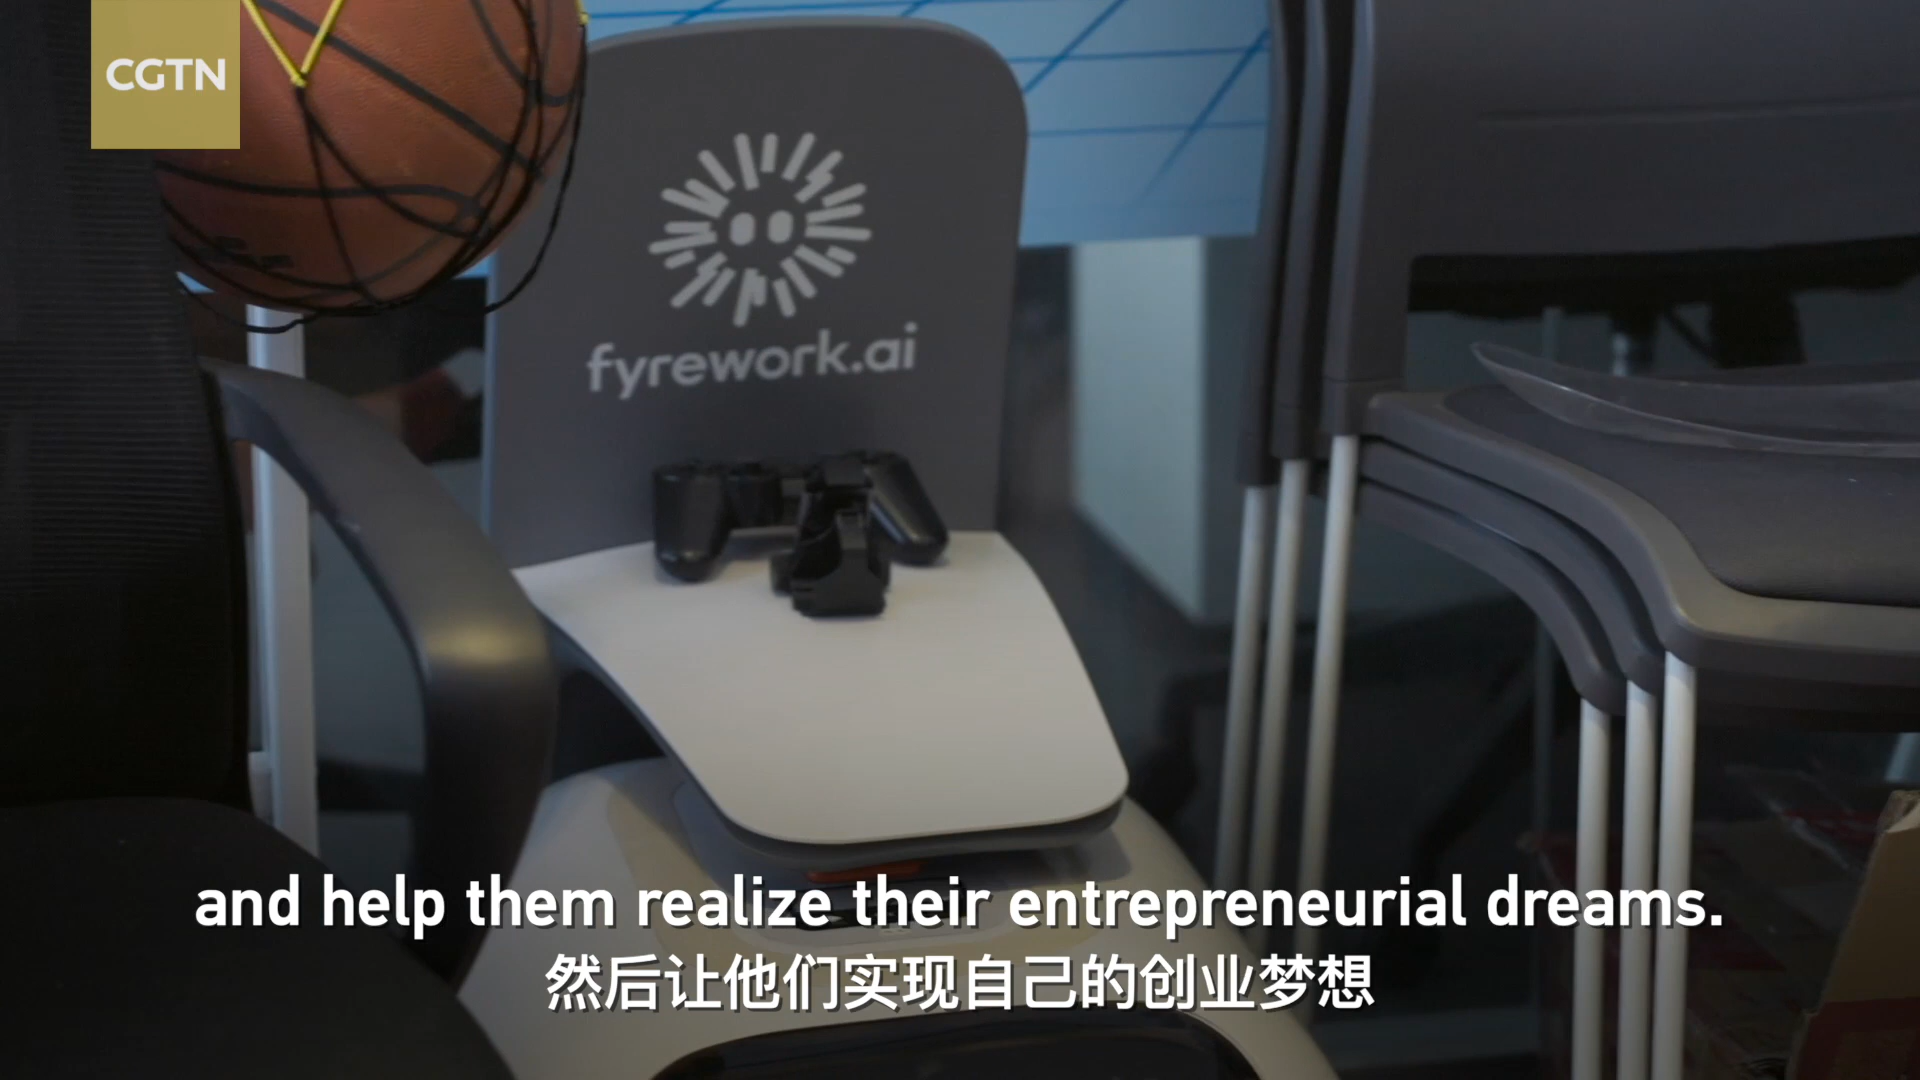 CGTN
fyrework.ai
and help them realize their entrepreneurial dreams.
然后让他们实现自己的创业梦想